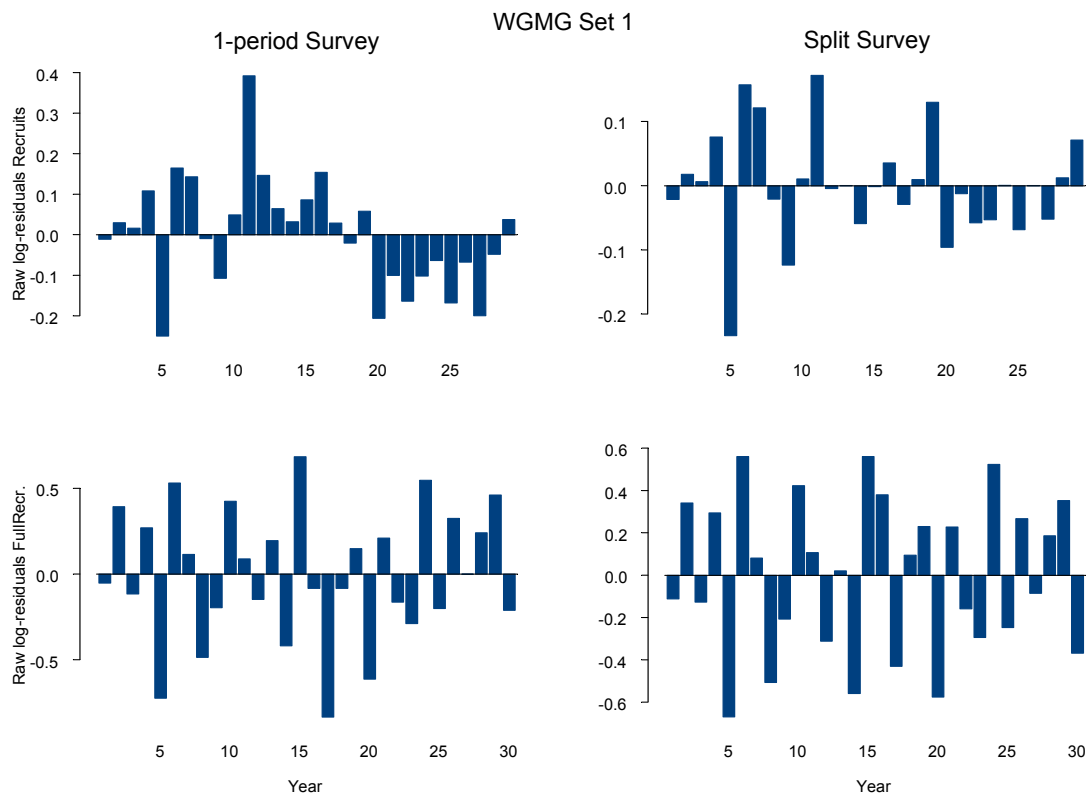 WGMG Set 1
1-period Survey
Split Survey
Raw log-residuals Recruits
0.4
0.3
0.2
0.1
0.0
-0.1
-0.2
5 10 15 20 25
0.1
0.0
-0.1
-0.2
5 10 15 20 25
Raw log-residuals FullRecr.
0.5
0.0
-0.5
5 10 15 20 25 30
Year
0.6
0.4
0.2
0.0
-0.2
-0.4
-0.6
5 10 15 20 25 30
Year